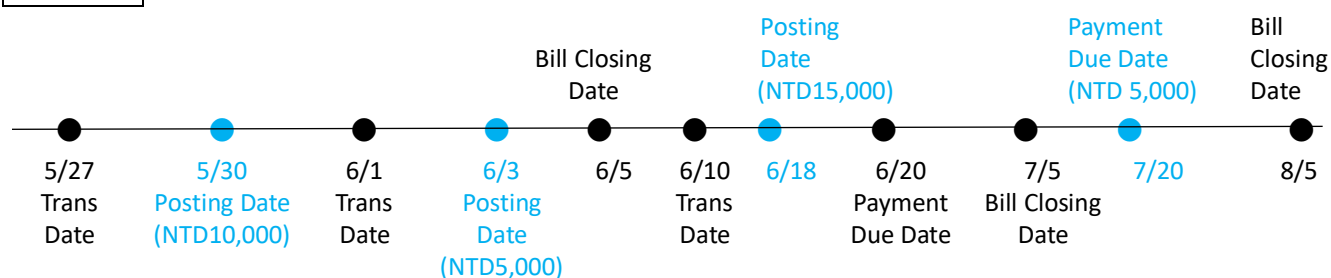 Posting
Date
(NTD15,000)
Payment
Due Date
(NTD 5,000)
Bill
Closing
Date
Bill Closing
Date
5/27
Trans
Date
5/30
Posting Date
(NTD10,000)
6/1
Trans
Date
6/3
Posting
Date
(NTD5,000)
6/5
6/10
Trans
Date
6/18
6/20
Payment
Due Date
7/5
Bill Closing
Date
7/20
8/5